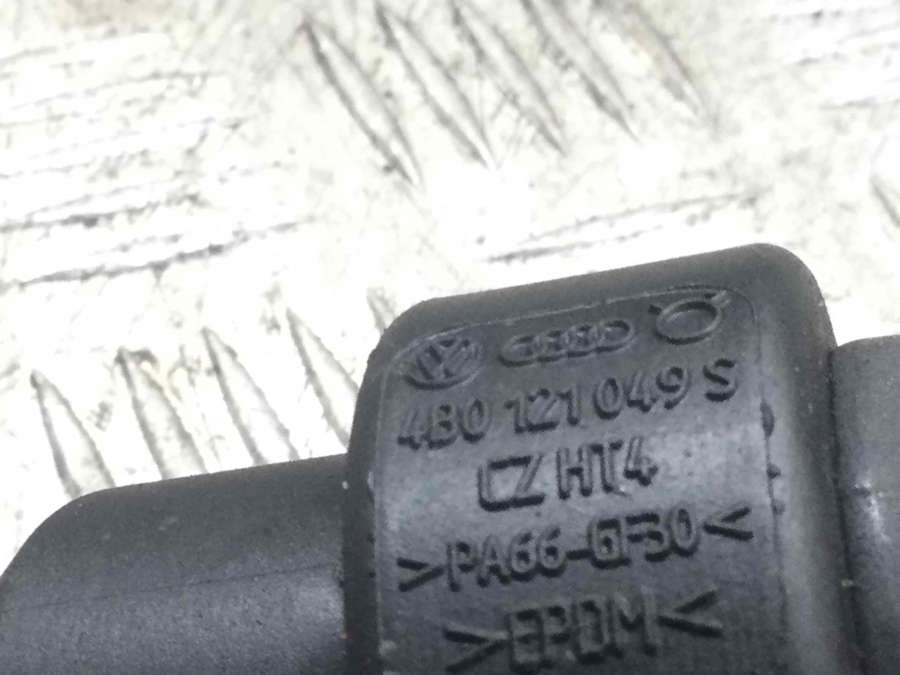 4B0 121 049 S
CZ HT4
>PA66-GF30<
>EPDM<